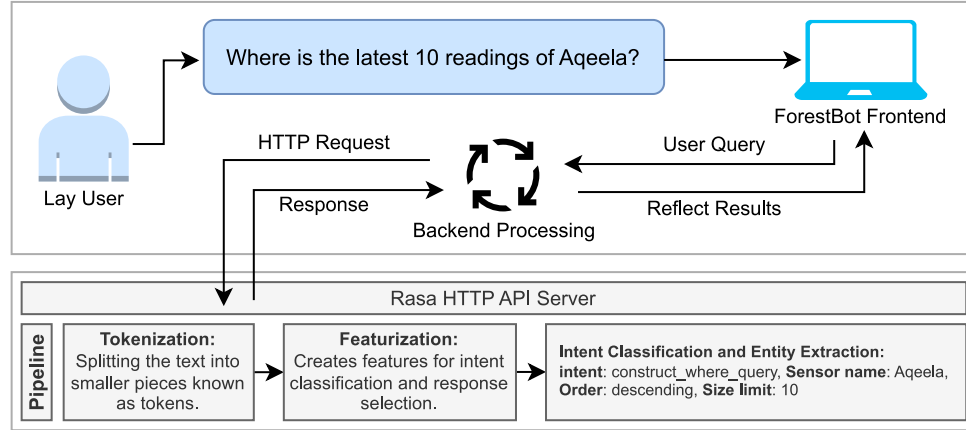 Where is the latest 10 readings of Aqeela?
Lay User
ForestBot Frontend
HTTP Request
User Query
Response
Reflect Results
Backend Processing
Rasa HTTP API Server
Pipeline
Tokenization:
Splitting the text into
smaller pieces known
as tokens.
Featurization:
Creates features for intent
classification and response
selection.
Intent Classification and Entity Extraction:
intent: construct_where_query, Sensor name: Aqeela,
Order: descending, Size limit: 10